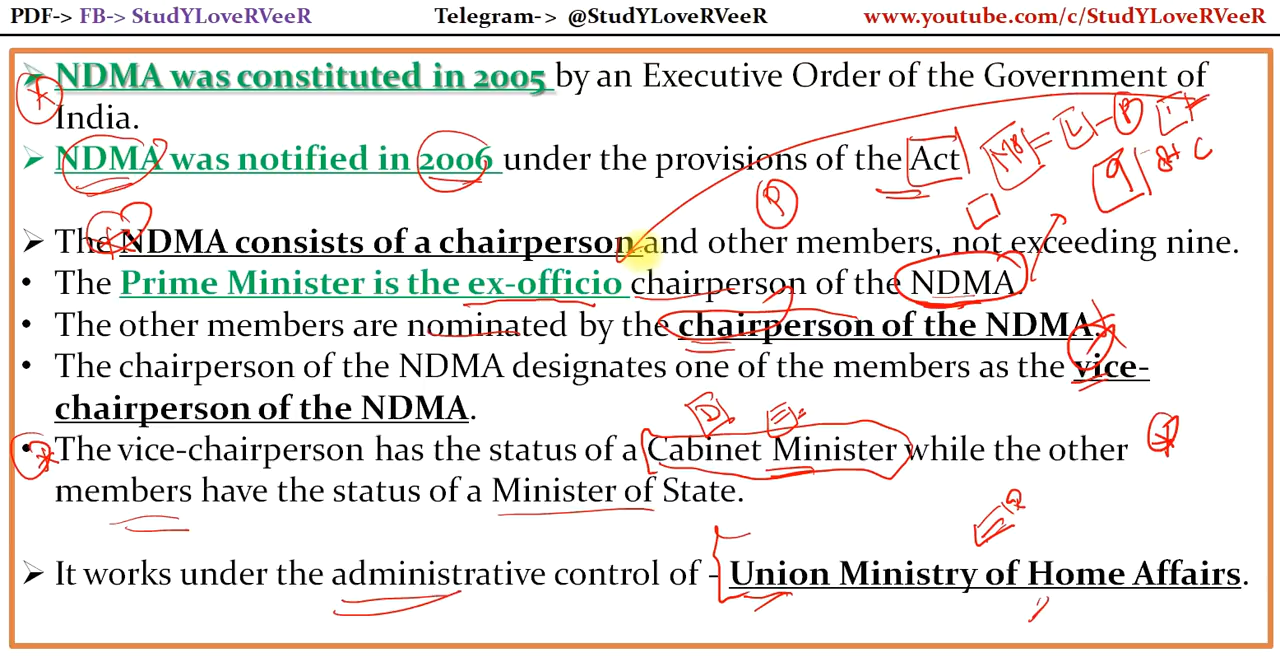 PDF-> FB-> StudYLoveRVeeR Telegram-> @StudYLoveRVeeR www.youtube.com/c/StudYLoveRVeeR
➢ NDMA was constituted in 2005 by an Executive Order of the Government of
India.
➢ NDMA was notified in 2006 under the provisions of the Act
➢ The NDMA consists of a chairperson and other members, not exceeding nine.
• The Prime Minister is the ex-officio chairperson of the NDMA.
• The other members are nominated by the chairperson of the NDMA.
• The chairperson of the NDMA designates one of the members as the vice-
chairperson of the NDMA.
• The vice-chairperson has the status of a Cabinet Minister while the other
members have the status of a Minister of State.
➢ It works under the administrative control of - Union Ministry of Home Affairs.